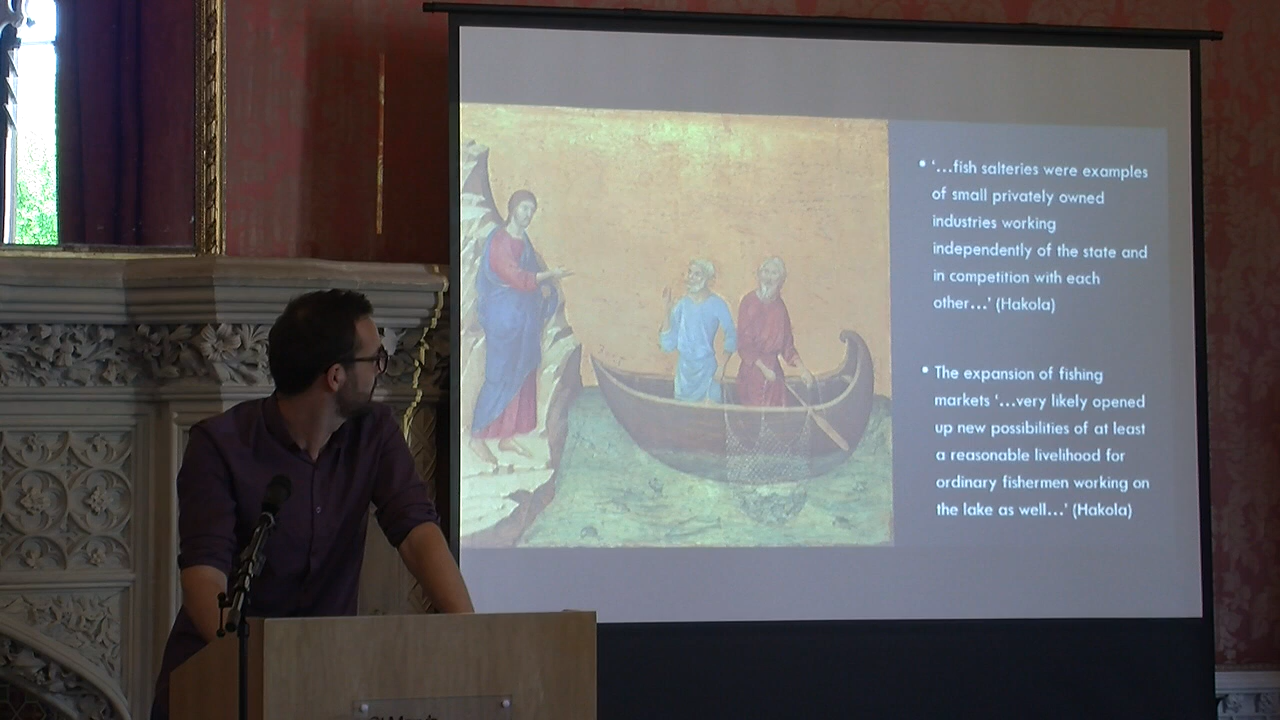 • ‘...fish salteries were examples
of small privately owned
industries working
independently of the state and
in competition with each
other...’ (Hakola)
• The expansion of fishing
markets ‘...very likely opened
up new possibilities of at least
a reasonable livelihood for
ordinary fishermen working on
the lake as well...’ (Hakola)